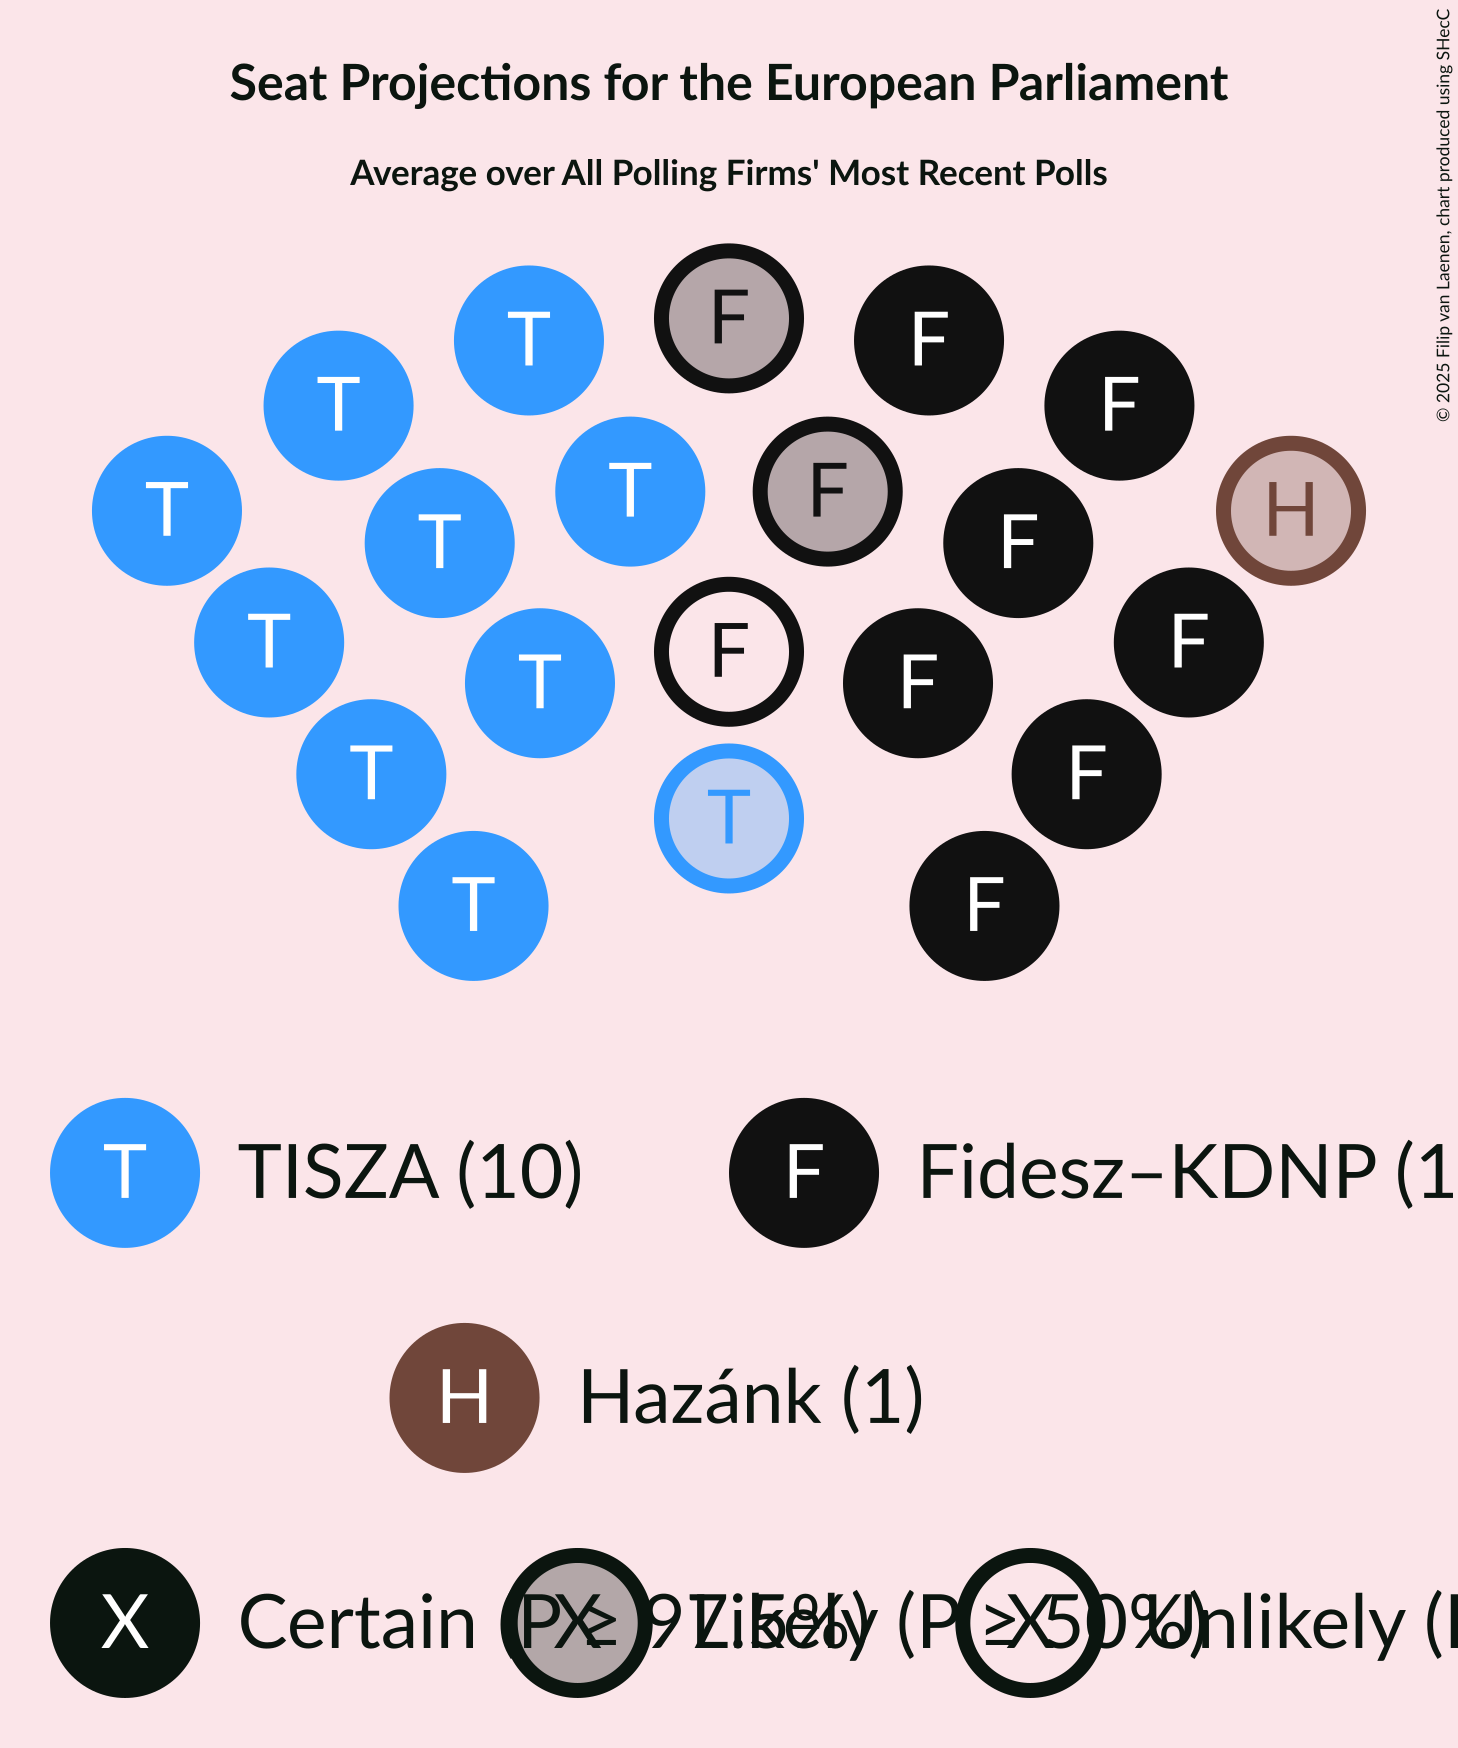 Seat Projections for the European Parliament
Average over All Polling Firms' Most Recent Polls
© 2025 Filip van Laenen, chart produced using SHecC
F
T F
T F
T T F F H
T F
T F
T F F
T F
T
T F
T TISZA (10) F Fidesz–KDNP (1
H Hazánk (1)
X Certain (P ≥ 97.5%) X Likely (P ≥ 50%) X Unlikely (